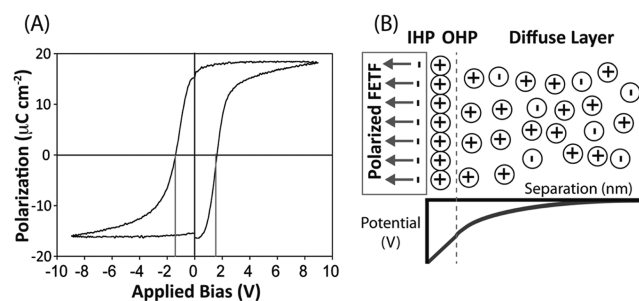 (A)
Polarization (µC cm⁻²)
20
10
0
-10
-20
-10 -8 -6 -4 -2 0 2 4 6 8 10
Applied Bias (V)
(B)
IHP OHP Diffuse Layer
Polarized FETF
Separation (nm)
Potential
(V)